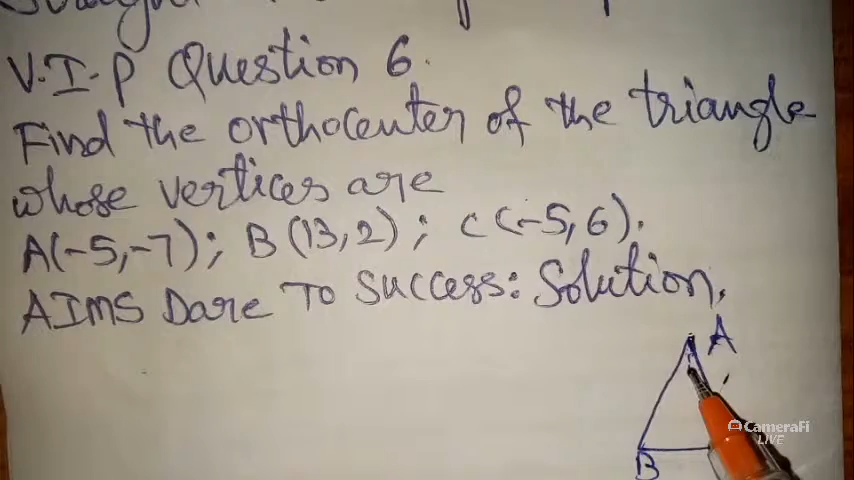 V.I.P Question 6.
Find the orthocenter of the triangle
whose vertices are
A(-5,-7); B(13,2); C(-5,6).
AIMS Dare To Success: Solution.
A
CameraFi
LIVE
B